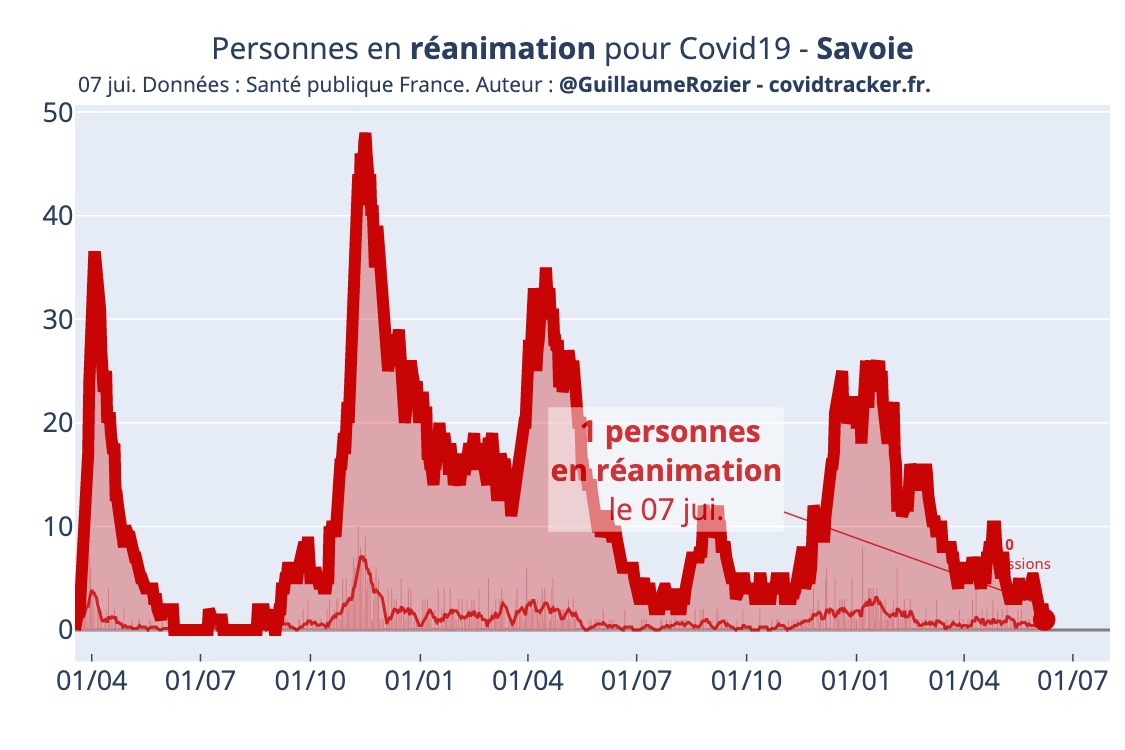 Personnes en réanimation pour Covid19 - Savoie
07 jui. Données : Santé publique France. Auteur : @GuillaumeRozier - covidtracker.fr.
50
40
30
20
10
0
1 personnes
en réanimation
le 07 jui.
0
ssions
01/04 01/07 01/10 01/01 01/04 01/07 01/10 01/01 01/04 01/07